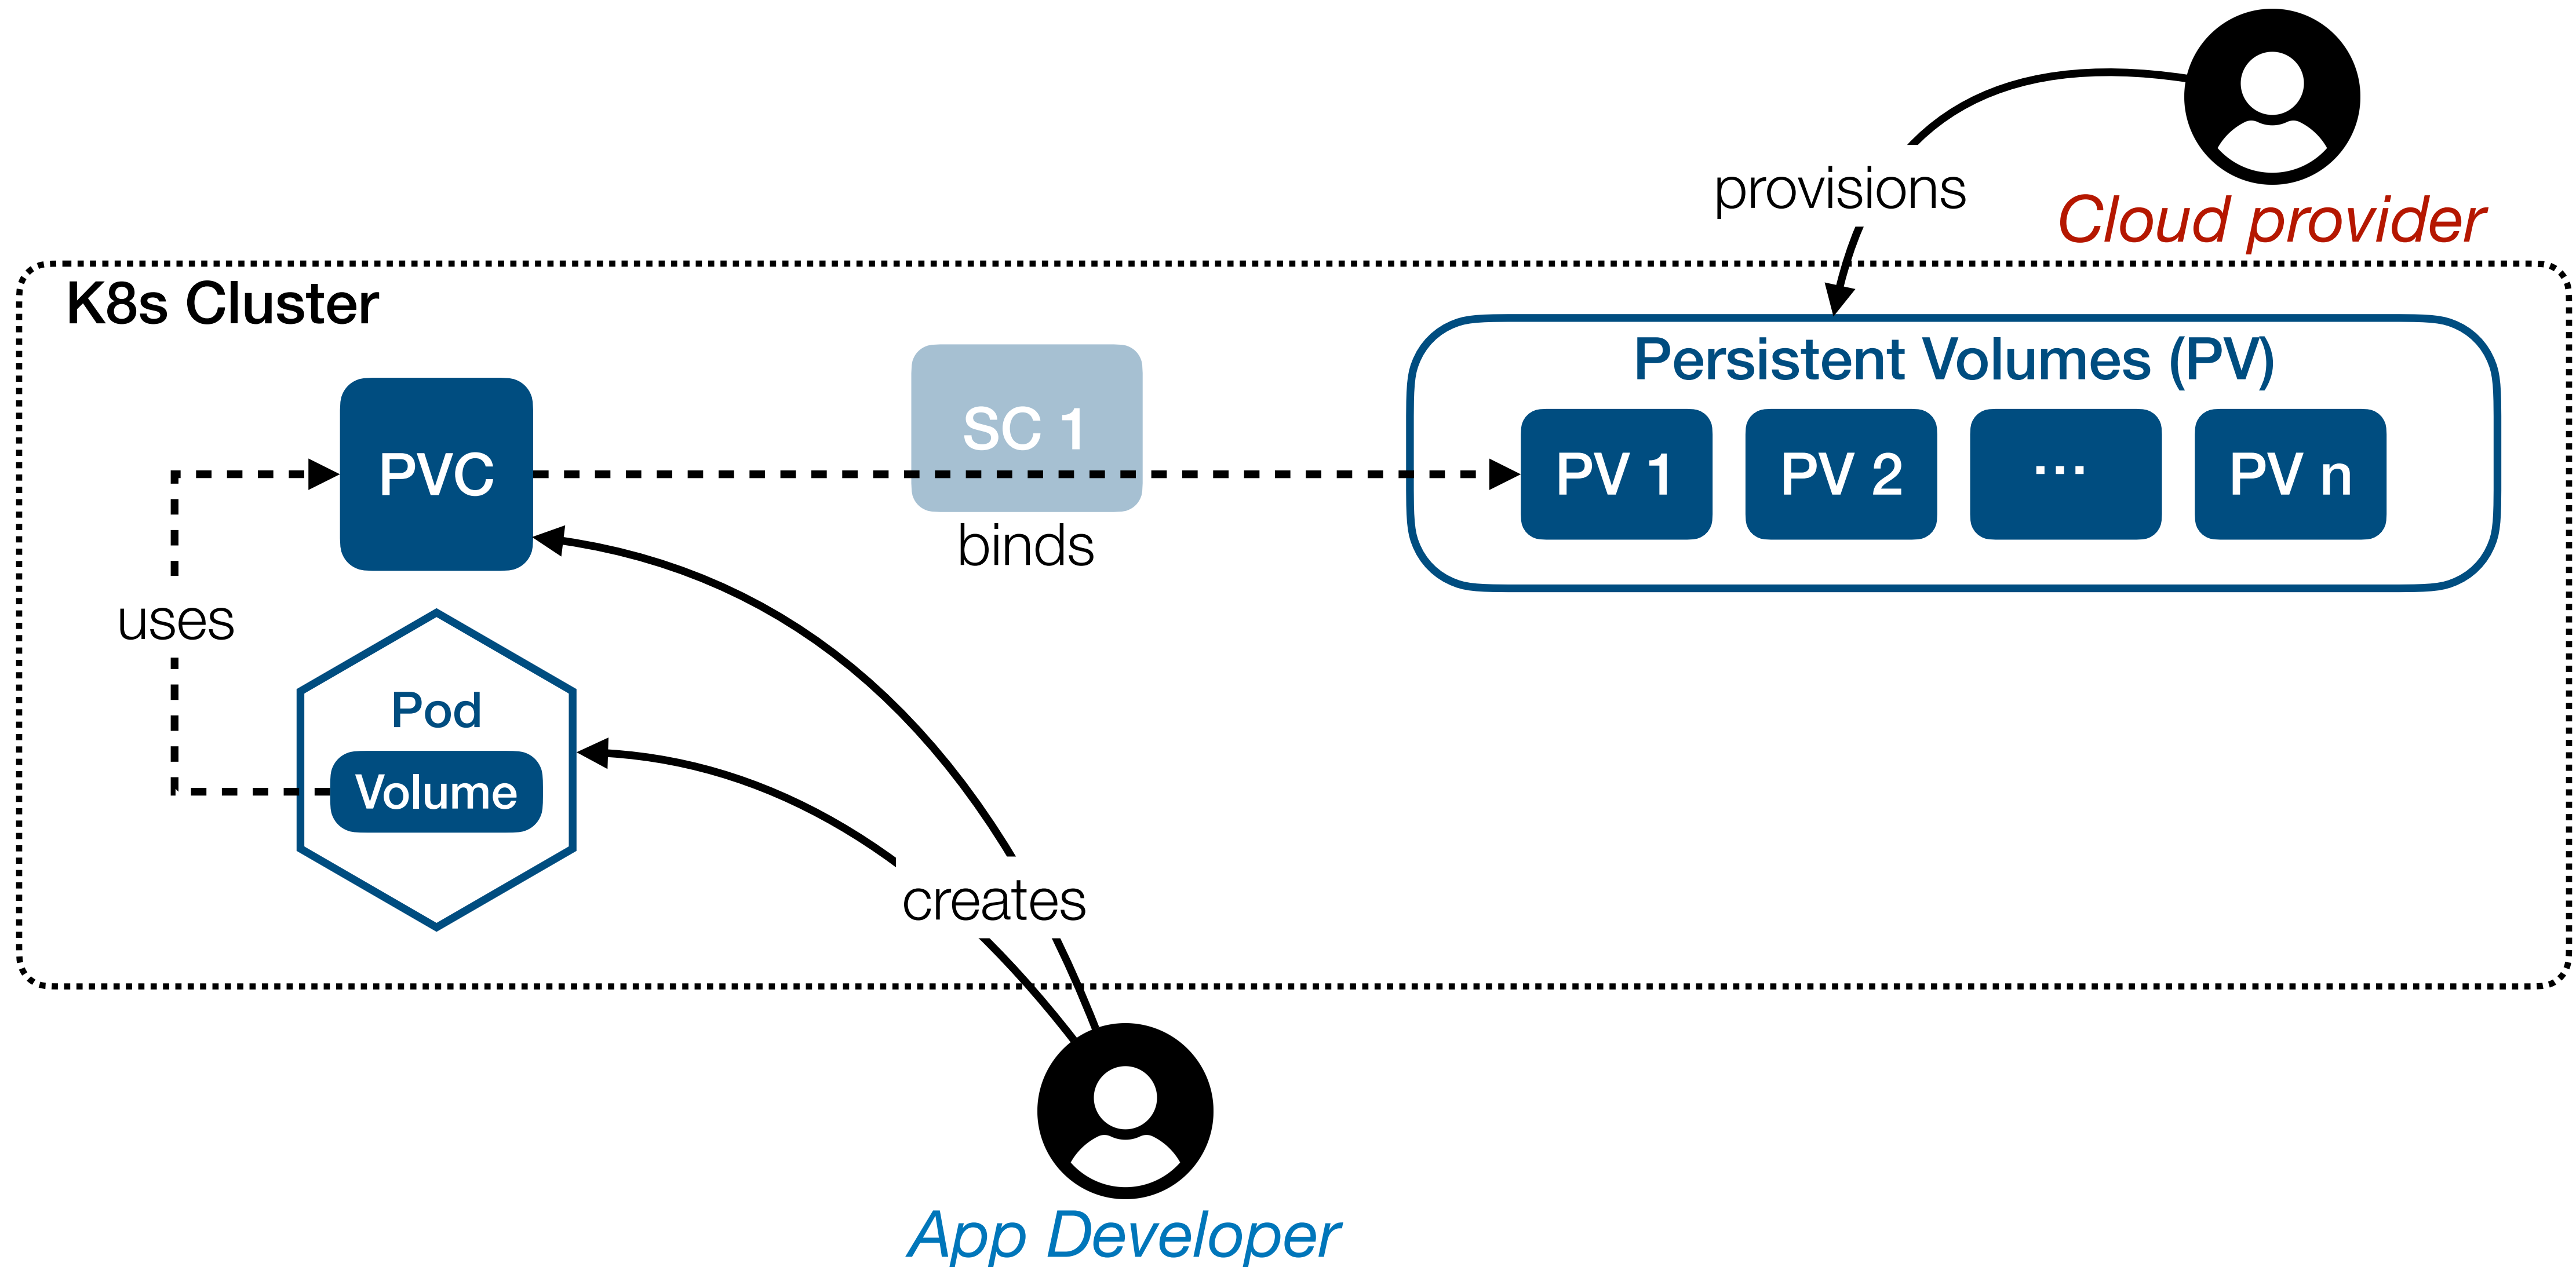 provisions
Cloud provider
K8s Cluster
Persistent Volumes (PV)
PVC
SC 1
PV 1
PV 2
...
PV n
binds
uses
Pod
Volume
creates
App Developer